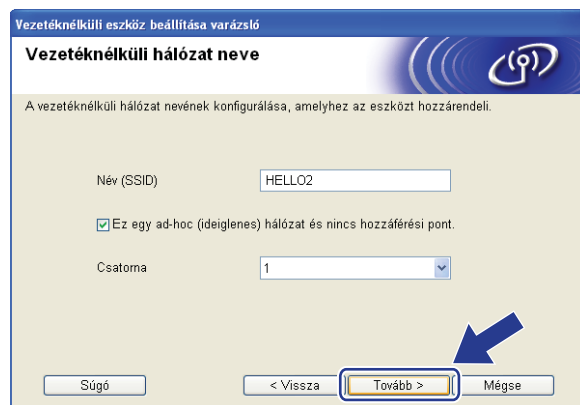 Vezetéknélküli eszköz beállítása varázsló
Vezetéknélküli hálózat neve
A vezetéknélküli hálózat nevének konfigurálása, amelyhez az eszközt hozzárendeli.
Név (SSID) HELLO2
Ez egy ad-hoc (ideiglenes) hálózat és nincs hozzáférési pont.
Csatorna 1
Súgó < Vissza Tovább > Mégse